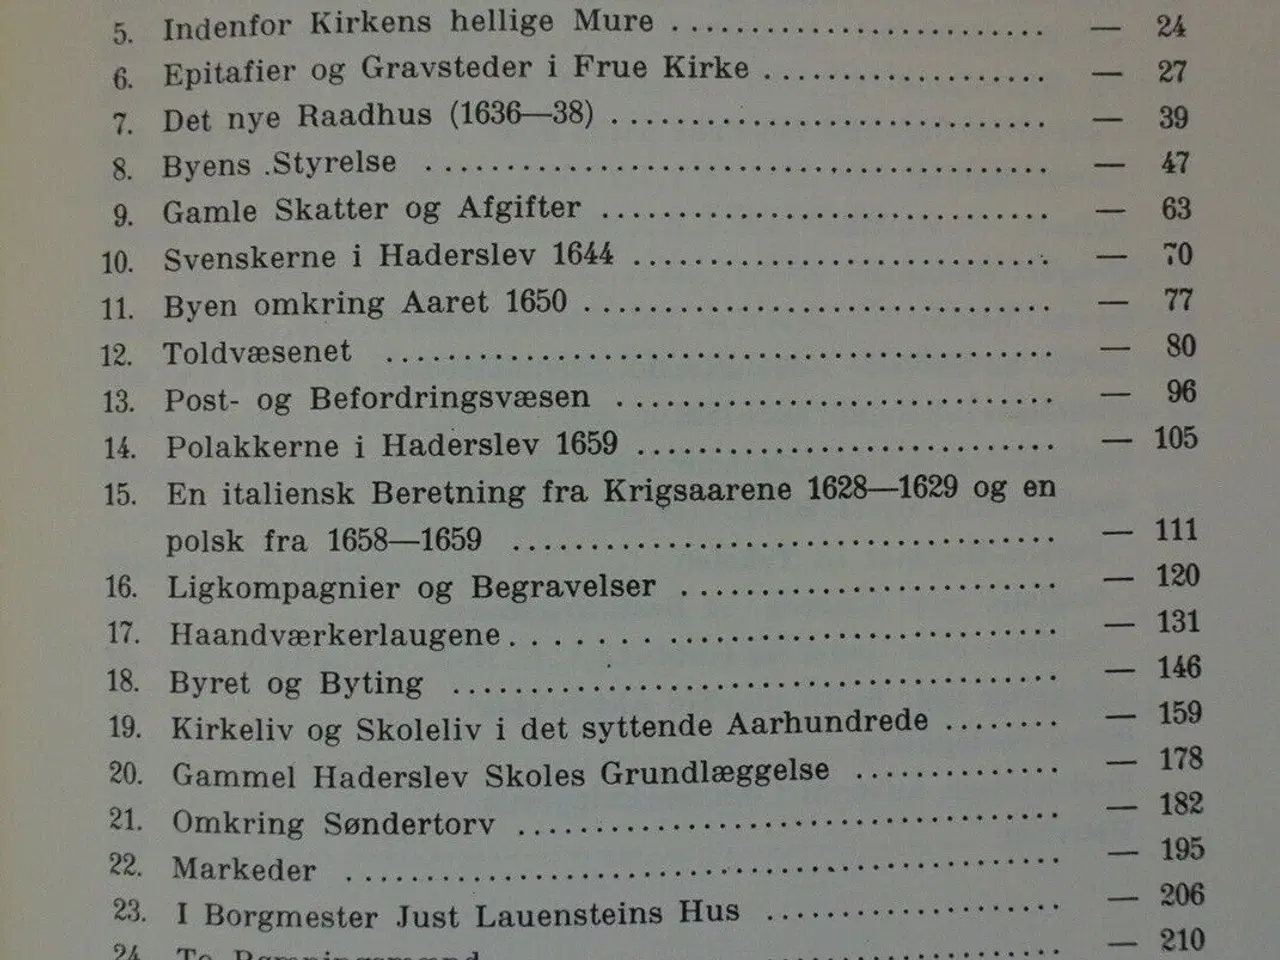 5. Indenfor Kirkens hellige Mure ............................ — 24
6. Epitafier og Gravsteder i Frue Kirke ..................... — 27
7. Det nye Raadhus (1636—38) ................................ — 39
8. Byens .Styrelse .............................................. — 47
9. Gamle Skatter og Afgifter ................................. — 63
10. Svenskerne i Haderslev 1644 ............................... — 70
11. Byen omkring Aaret 1650 ................................... — 77
12. Toldvæsenet ................................................. — 80
13. Post- og Befordringsvæsen ................................ — 96
14. Polakkerne i Haderslev 1659 ............................... — 105
15. En italiensk Beretning fra Krigsaarene 1628—1629 og en
polsk fra 1658—1659 ........................................ — 111
16. Ligkompagnier og Begravelser ............................ — 120
17. Haandværkerlaugene. . . . . . . ............................. — 131
18. Byret og Byting ............................................. — 146
19. Kirkeliv og Skoleliv i det syttende Aarhundrede ........ — 159
20. Gammel Haderslev Skoles Grundlæggelse ............... — 178
21. Omkring Søndertorv ........................................ — 182
22. Markeder ..................................................... — 195
23. I Borgmester Just Lauensteins Hus ...................... — 206
24 To — 210